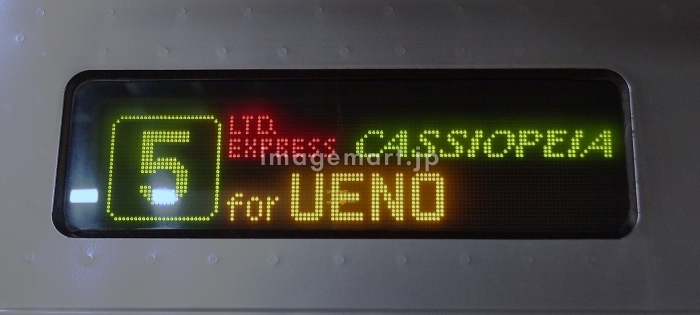 5
LTD.
EXPRESS CASSIOPEIA
for UENO
imagemart.jp